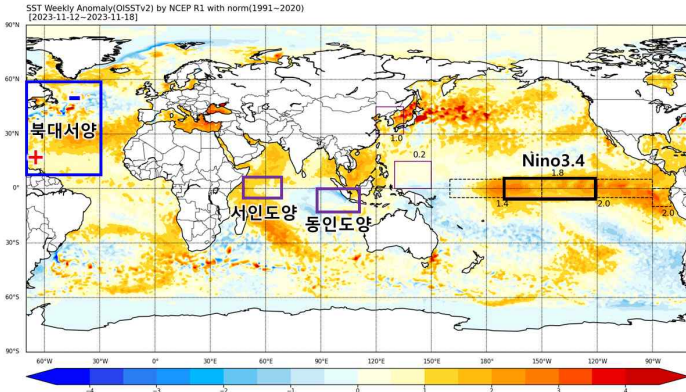 SST Weekly Anomaly(OISSTv2) by NCEP R1 with norm(1991~2020)
[2023-11-12~2023-11-18]
90°N
60°N
30°N
0°
30°S
60°S
90°S
북대서양
서인도양
동인도양
Nino3.4
1.0
0.2
1.8
1.4
2.0
0.0
60°W
30°W
0°
30°E
60°E
90°E
120°E
150°E
180°
150°W
120°W
90°W
-4
-3
-2
-1
0
1
2
3
4